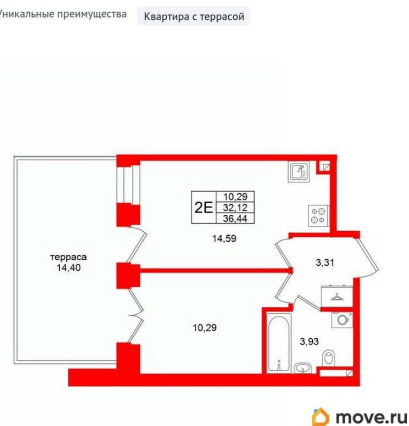 Уникальные преимущества Квартира с террасой
2Е
10,29
32,12
36,44
14,59
терраса
14,40
3,31
10,29
3,93
move.ru